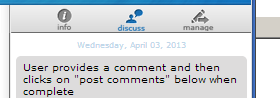 info discuss manage
Wednesday, April 03, 2013
User provides a comment and then
clicks on "post comments" below when
complete